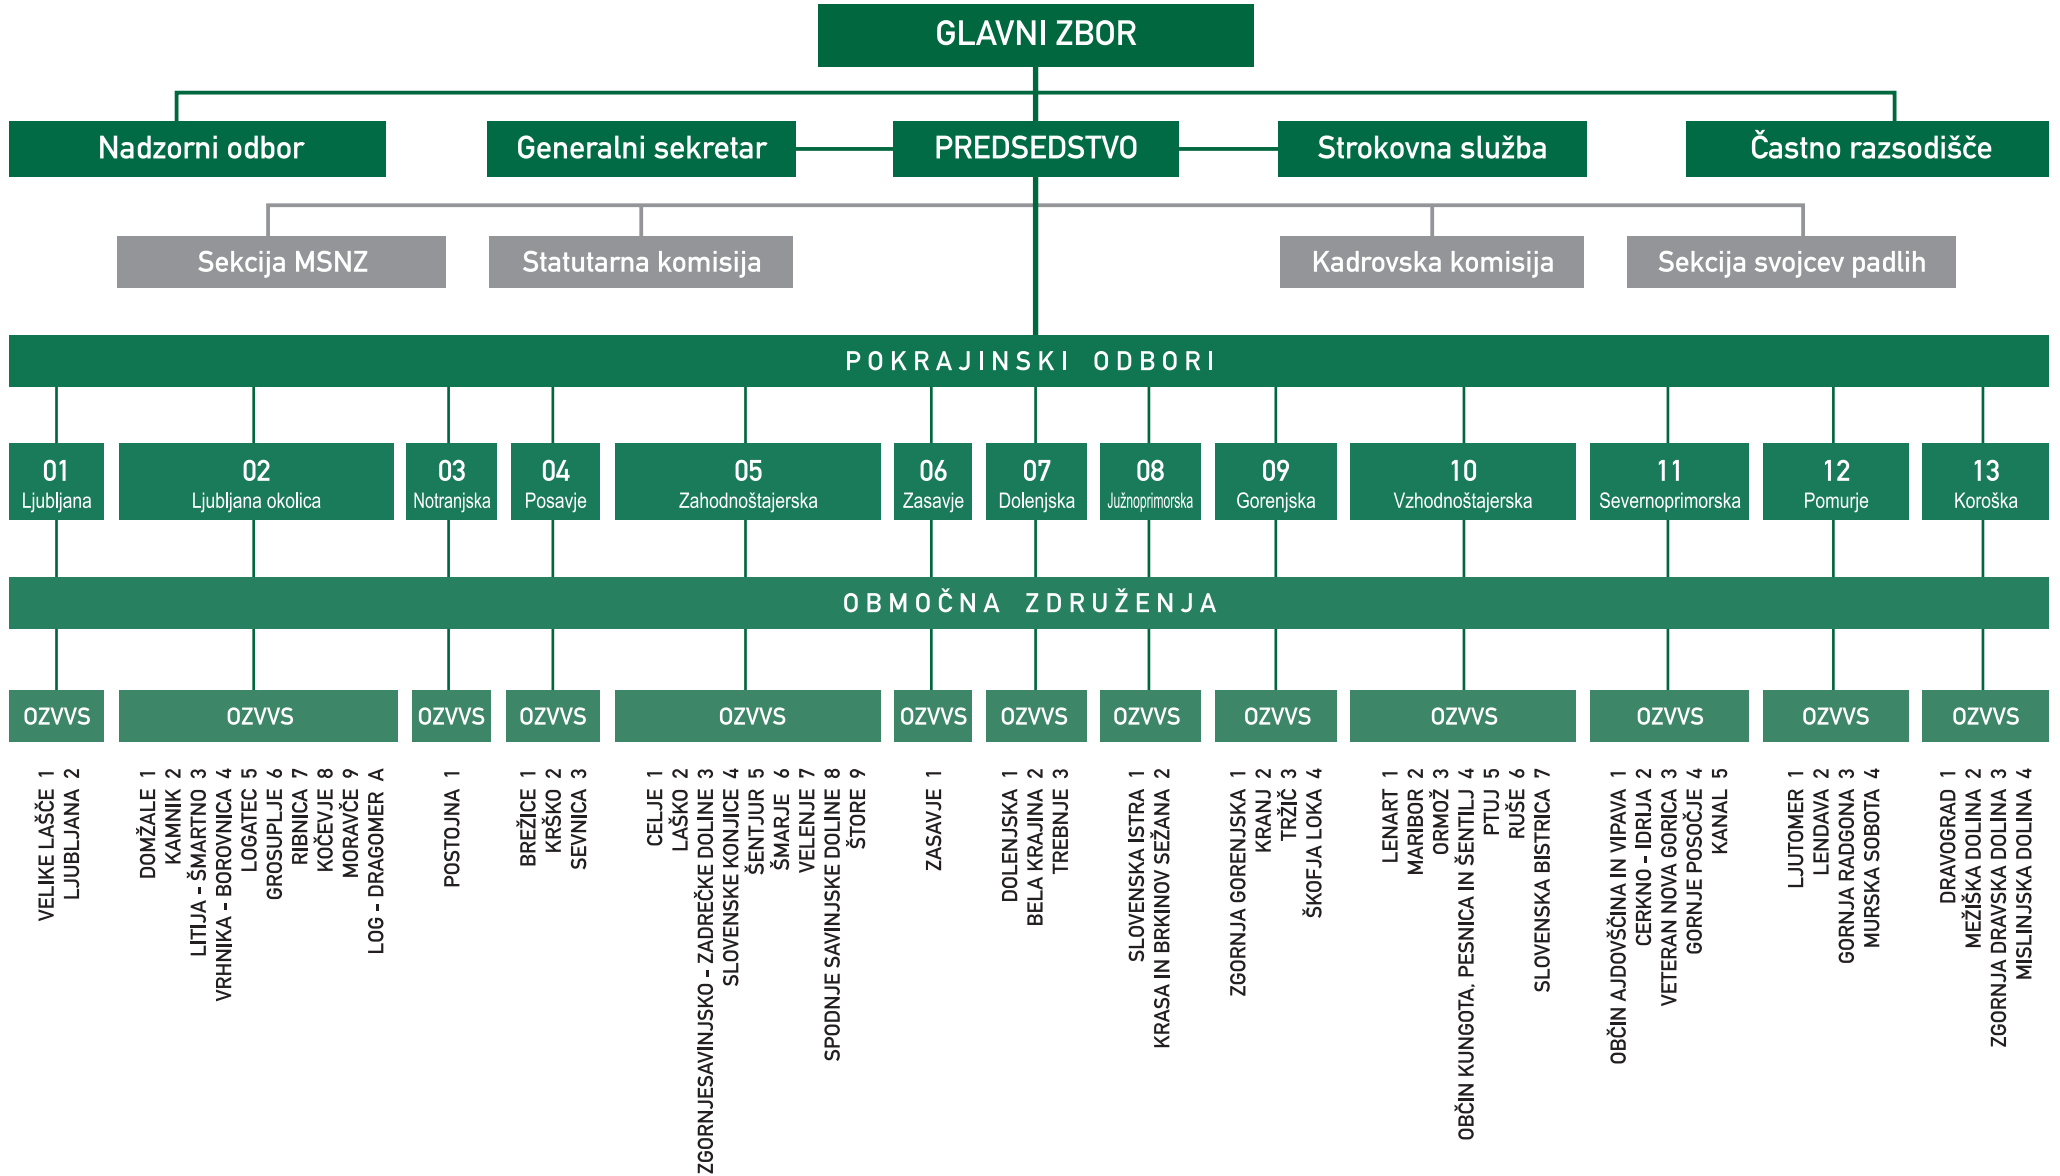 GLAVNI ZBOR
Nadzorni odbor
Generalni sekretar
PREDSEDSTVO
Strokovna služba
Častno razsodišče
Sekcija MSNZ
Statutarna komisija
Kadrovska komisija
Sekcija svojcev padlih
POKRAJINSKI ODBORI
01
Ljubljana
02
Ljubljana okolica
03
Notranjska
04
Posavje
05
Zahodnoštajerska
06
Zasavje
07
Dolenjska
08
Južnoprimorska
09
Gorenjska
10
Vzhodnoštajerska
11
Severnoprimorska
12
Pomurje
13
Koroška
OBMOČNA ZDRUŽENJA
OZVVS
OZVVS
OZVVS
OZVVS
OZVVS
OZVVS
OZVVS
OZVVS
OZVVS
OZVVS
OZVVS
OZVVS
OZVVS
VELIKE LAŠČE 1
LJUBLJANA 2
DOMŽALE 1
KAMNIK 2
LITIJA - ŠMARTNO 3
VRHNIKA - BOROVNICA 4
LOGATEC 5
GROSUPLJE 6
RIBNICA 7
KOČEVJE 8
MORAVČE 9
LOG - DRAGOMER A
POSTOJNA 1
BREŽICE 1
KRŠKO 2
SEVNICA 3
CELJE 1
LAŠKO 2
ZGORNJESAVINJSKO - ZADREČKE DOLINE 3
SLOVENSKE KONJICE 4
ŠENTJUR 5
ŠMARJE 6
VELENJE 7
SPODNJE SAVINJSKE DOLINE 8
ŠTORE 9
ZASAVJE 1
DOLENJSKA 1
BELA KRAJINA 2
TREBNJE 3
SLOVENSKA ISTRA 1
KRASA IN BRKINOV SEŽANA 2
ZGORNJA GORENJSKA 1
KRANJ 2
TRŽIČ 3
ŠKOFJA LOKA 4
LENART 1
MARIBOR 2
ORMOŽ 3
OBČIN KUNGOTA, PESNICA IN ŠENTILJ 4
PTUJ 5
RUŠE 6
SLOVENSKA BISTRICA 7
OBČIN AJDOVŠČINA IN VIPAVA 1
CERKNO - IDRIJA 2
VETERAN NOVA GORICA 3
GORNJE POSOČJE 4
KANAL 5
LJUTOMER 1
LENDAVA 2
GORNJA RADGONA 3
MURSKA SOBOTA 4
DRAVOGRAD 1
MEŽIŠKA DOLINA 2
ZGORNJA DRAVSKA DOLINA 3
MISLINJSKA DOLINA 4